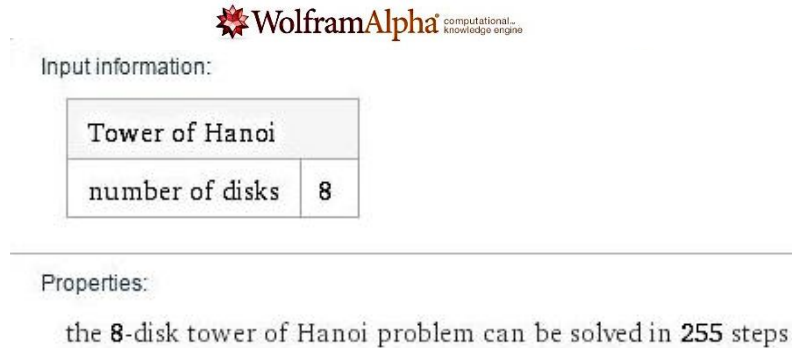 WolframAlpha computational... knowledge engine
Input information:
Tower of Hanoi
number of disks 8
Properties:
the 8-disk tower of Hanoi problem can be solved in 255 steps